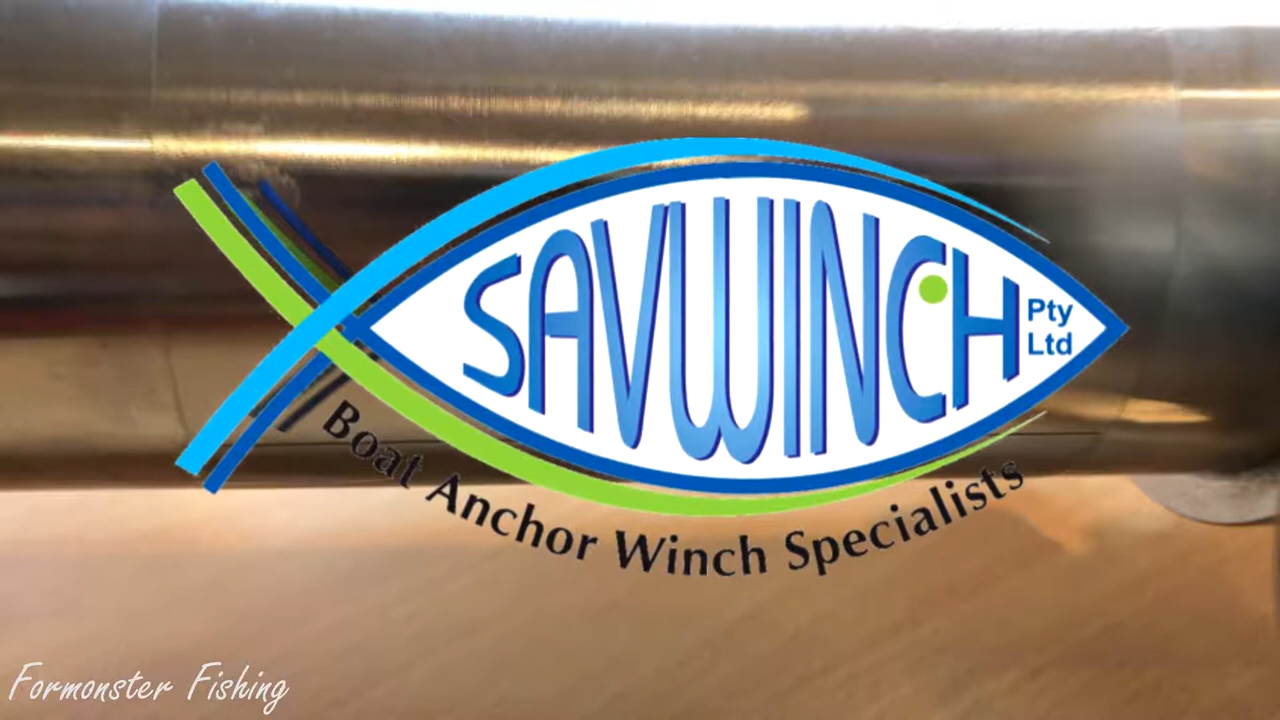 SAVWINCH
Pty
Ltd
Boat Anchor Winch Specialists
Formonster Fishing